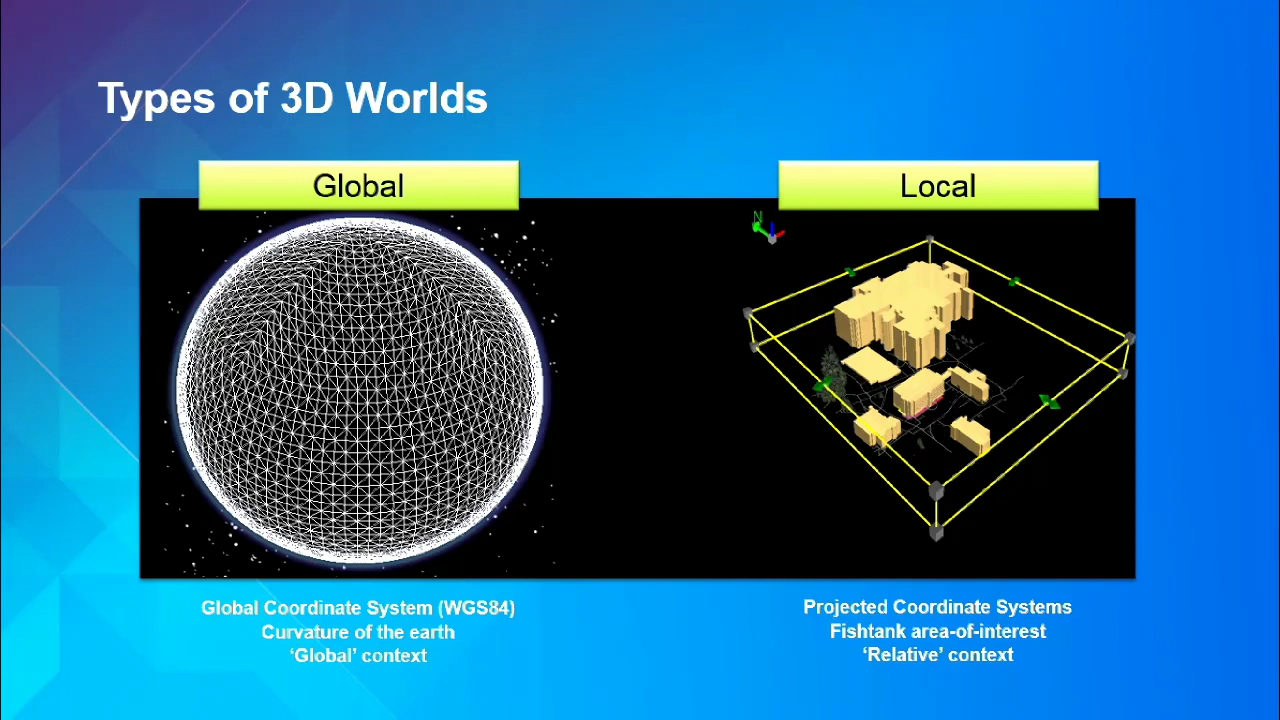 Types of 3D Worlds
Global
Local
N
Global Coordinate System (WGS84)
Curvature of the earth
‘Global’ context
Projected Coordinate Systems
Fishtank area-of-interest
‘Relative’ context